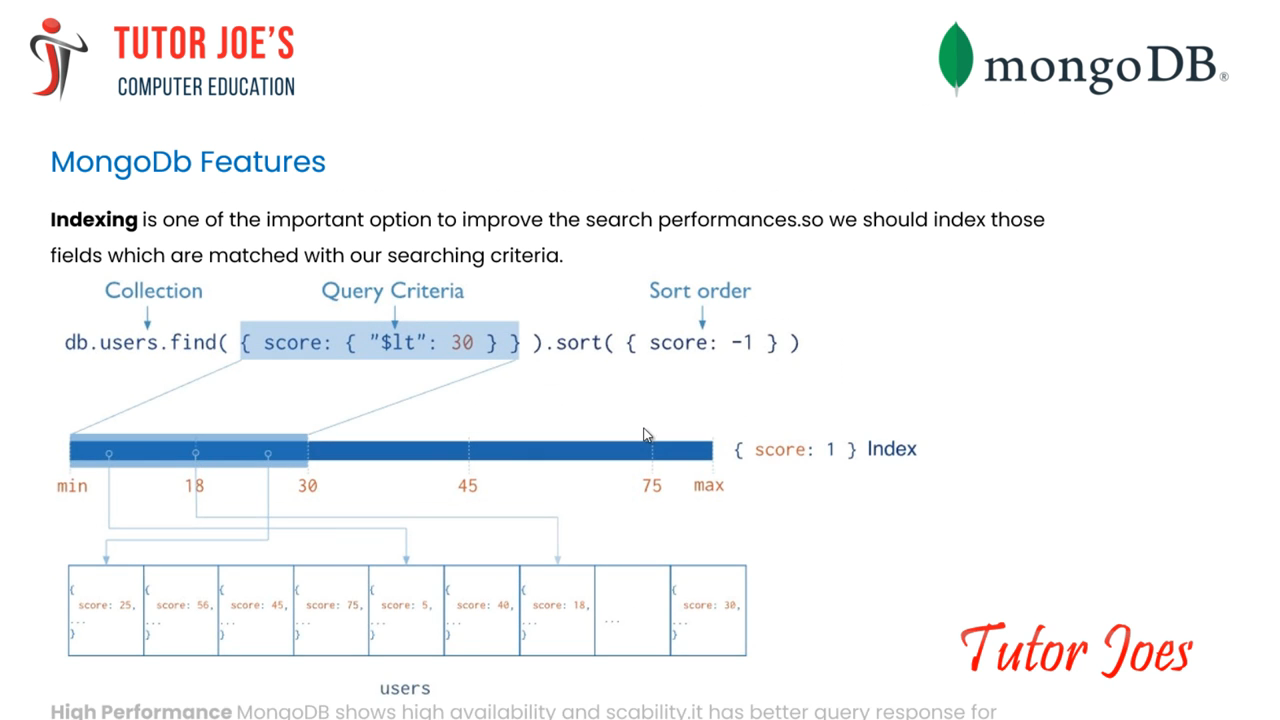 TUTOR JOE'S
COMPUTER EDUCATION
mongoDB®
MongoDb Features
Indexing is one of the important option to improve the search performances.so we should index those
fields which are matched with our searching criteria.
Collection Query Criteria Sort order
db.users.find( { score: { "$lt": 30 } } ).sort( { score: -1 } )
{ score: 1 } Index
min 18 30 45 75 max
{ { { { { { { {
score: 25, score: 56, score: 45, score: 75, score: 5, score: 40, score: 18, score: 30,
... ... ... ... ... ... ... ... ...
} } } } } } } }
users
Tutor Joes
High Performance MongoDB shows high availability and scability.it has better query response for